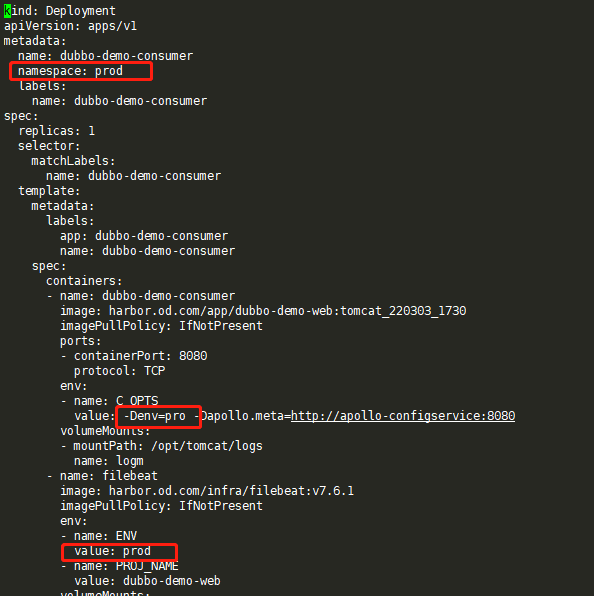 kind: Deployment
apiVersion: apps/v1
metadata:
  name: dubbo-demo-consumer
  namespace: prod
  labels:
    name: dubbo-demo-consumer
spec:
  replicas: 1
  selector:
    matchLabels:
      name: dubbo-demo-consumer
  template:
    metadata:
      labels:
        app: dubbo-demo-consumer
        name: dubbo-demo-consumer
    spec:
      containers:
      - name: dubbo-demo-consumer
        image: harbor.od.com/app/dubbo-demo-web:tomcat_220303_1730
        imagePullPolicy: IfNotPresent
        ports:
        - containerPort: 8080
          protocol: TCP
        env:
        - name: C_OPTS
          value: -Denv=pro -Dapollo.meta=http://apollo-configservice:8080
        volumeMounts:
        - mountPath: /opt/tomcat/logs
          name: logm
      - name: filebeat
        image: harbor.od.com/infra/filebeat:v7.6.1
        imagePullPolicy: IfNotPresent
        env:
        - name: ENV
          value: prod
        - name: PROJ_NAME
          value: dubbo-demo-web
        volumeMounts: